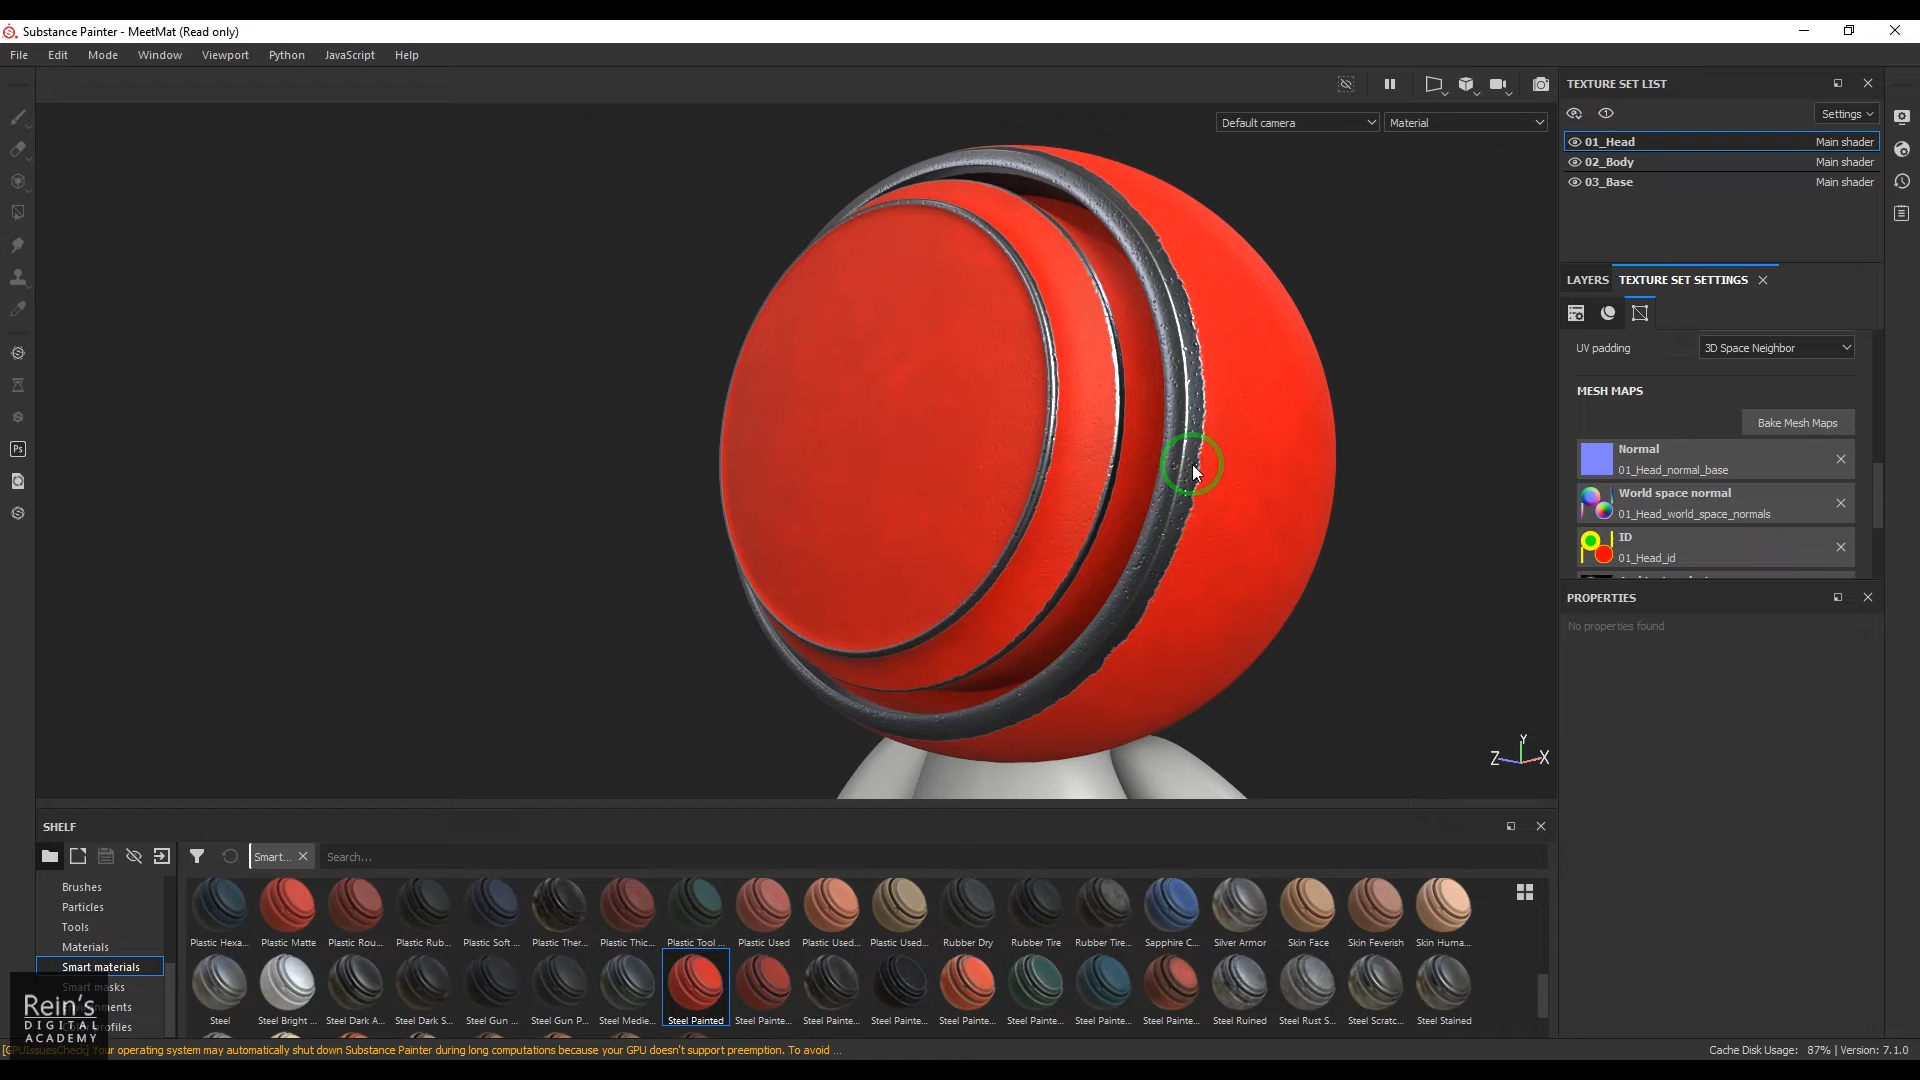 Substance Painter - MeetMat (Read only)
File Edit Mode Window Viewport Python JavaScript Help
Default camera
Material
TEXTURE SET LIST
Settings
01_Head Main shader
02_Body Main shader
03_Base Main shader
LAYERS TEXTURE SET SETTINGS
UV padding 3D Space Neighbor
MESH MAPS
Bake Mesh Maps
Normal
01_Head_normal_base
World space normal
01_Head_world_space_normals
ID
01_Head_id
PROPERTIES
No properties found
Y
Z X
SHELF
Smart... Search...
Ps
Brushes
Particles
Tools
Materials
Smart materials
Smart masks
Plastic Hexa... Plastic Matte Plastic Rou... Plastic Rub... Plastic Soft ... Plastic Ther... Plastic Thic... Plastic Tool ... Plastic Used Plastic Used... Plastic Used... Rubber Dry Rubber Tire Rubber Tire... Sapphire C... Silver Armor Skin Face Skin Feverish Skin Huma...
Steel Steel Bright ... Steel Dark A... Steel Dark S... Steel Gun ... Steel Gun P... Steel Medie... Steel Painted Steel Painte... Steel Painte... Steel Painte... Steel Painte... Steel Painte... Steel Painte... Steel Painte... Steel Ruined Steel Rust S... Steel Scratc... Steel Stained
Rein's
DIGITAL
ACADEMY
[GPUIssuesCheck] Your operating system may automatically shut down Substance Painter during long computations because your GPU doesn't support preemption. To avoid ...
Cache Disk Usage: 87% | Version: 7.1.0